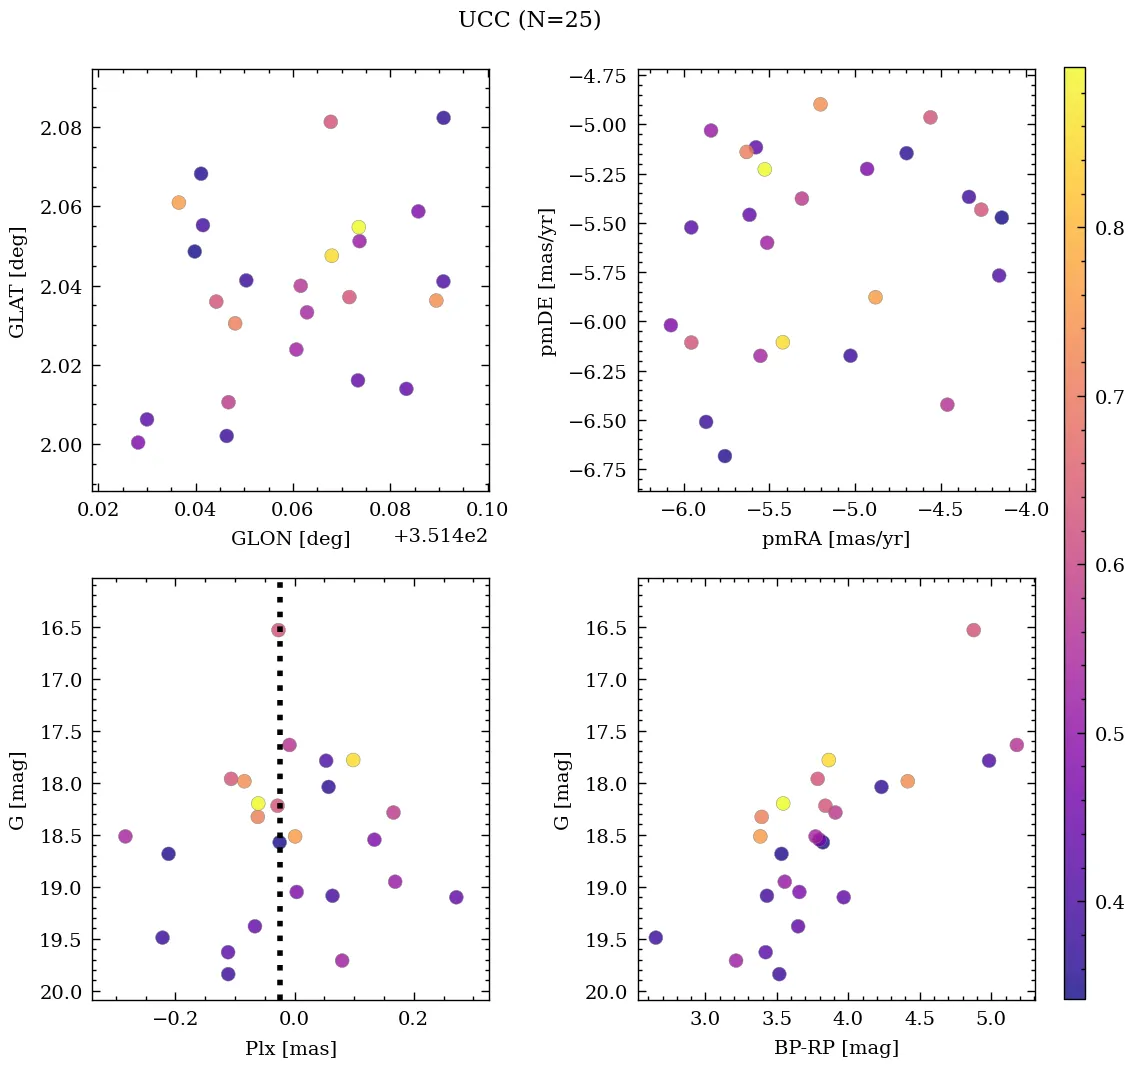 UCC (N=25)
2.08
2.06
2.04
2.02
2.00
GLAT [deg]
0.02 0.04 0.06 0.08 0.10
GLON [deg]
+3.514e2
−4.75
−5.00
−5.25
−5.50
−5.75
−6.00
−6.25
−6.50
−6.75
pmDE [mas/yr]
−6.0 −5.5 −5.0 −4.5 −4.0
pmRA [mas/yr]
16.5
17.0
17.5
18.0
18.5
19.0
19.5
20.0
G [mag]
−0.2 0.0 0.2
Plx [mas]
16.5
17.0
17.5
18.0
18.5
19.0
19.5
20.0
G [mag]
3.0 3.5 4.0 4.5 5.0
BP-RP [mag]
0.8
0.7
0.6
0.5
0.4